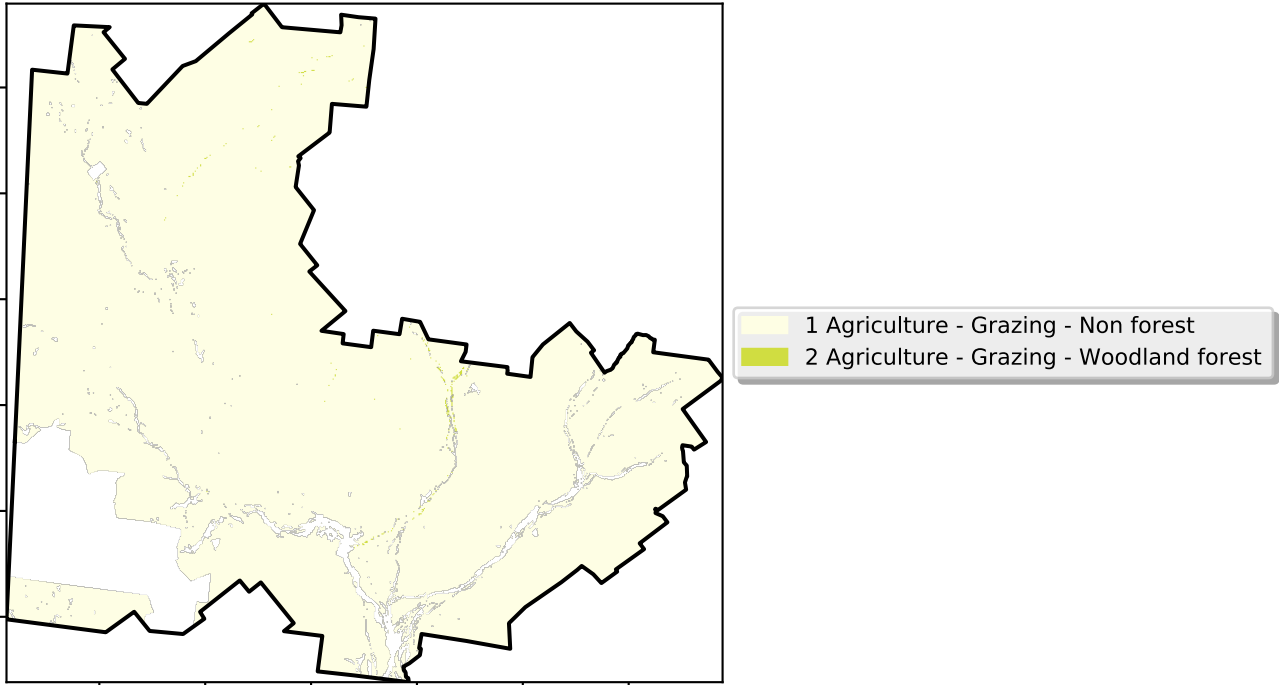 1 Agriculture - Grazing - Non forest
2 Agriculture - Grazing - Woodland forest